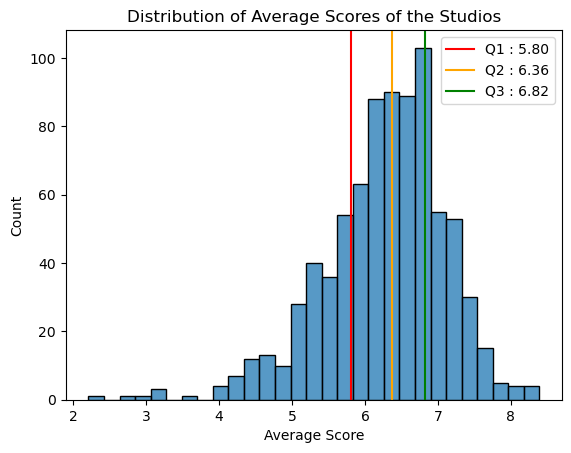 Distribution of Average Scores of the Studios
Q1 : 5.80
Q2 : 6.36
Q3 : 6.82
100
80
60
40
20
0
Count
2 3 4 5 6 7 8
Average Score